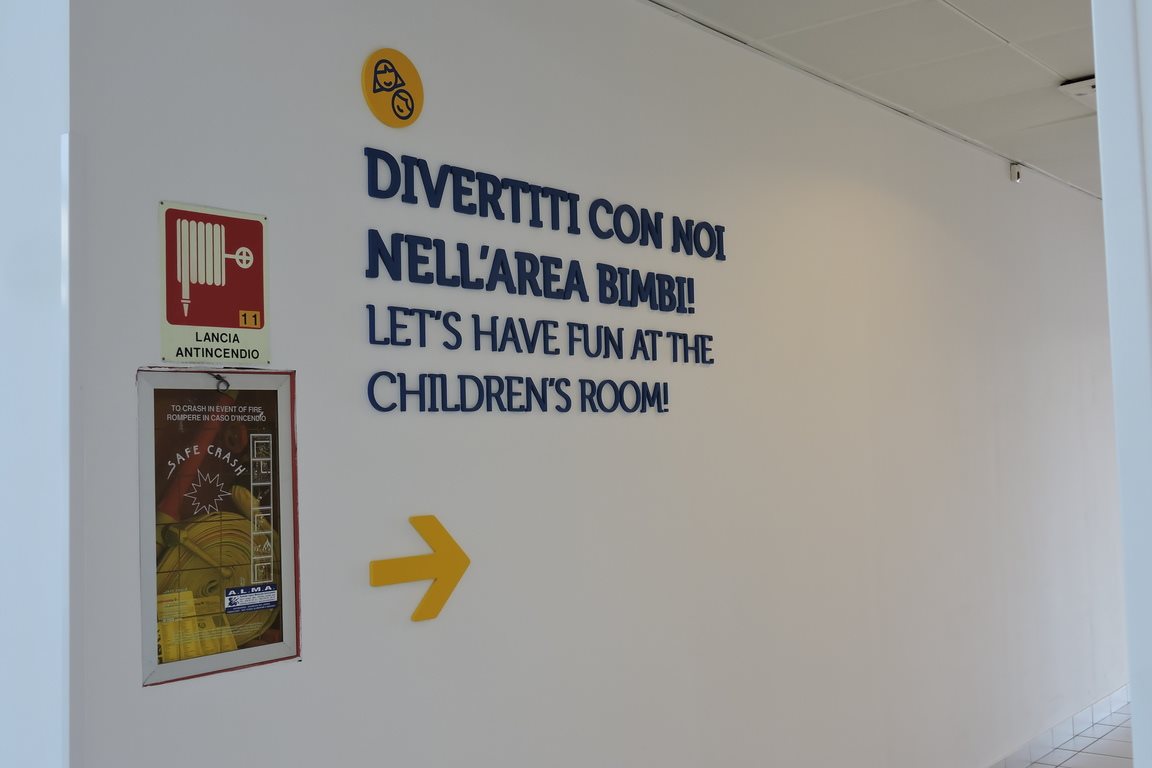 DIVERTITI CON NOI
NELL'AREA BIMBI!
LET'S HAVE FUN AT THE
CHILDREN'S ROOM!
11
LANCIA
ANTINCENDIO
TO CRASH IN EVENT OF FIRE
ROMPERE IN CASO D'INCENDIO
SAFE CRASH
A.L.M.A.